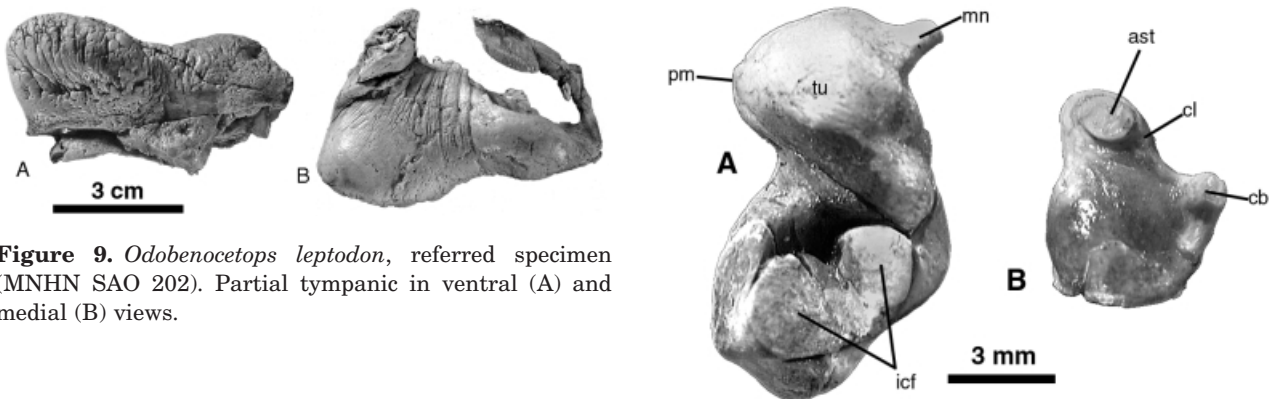 A
3 cm
B
Figure 9. Odobenocetops leptodon, referred specimen
(MNHN SAO 202). Partial tympanic in ventral (A) and
medial (B) views.
mn
pm
tu
A
icf
ast
cl
cb
B
3 mm